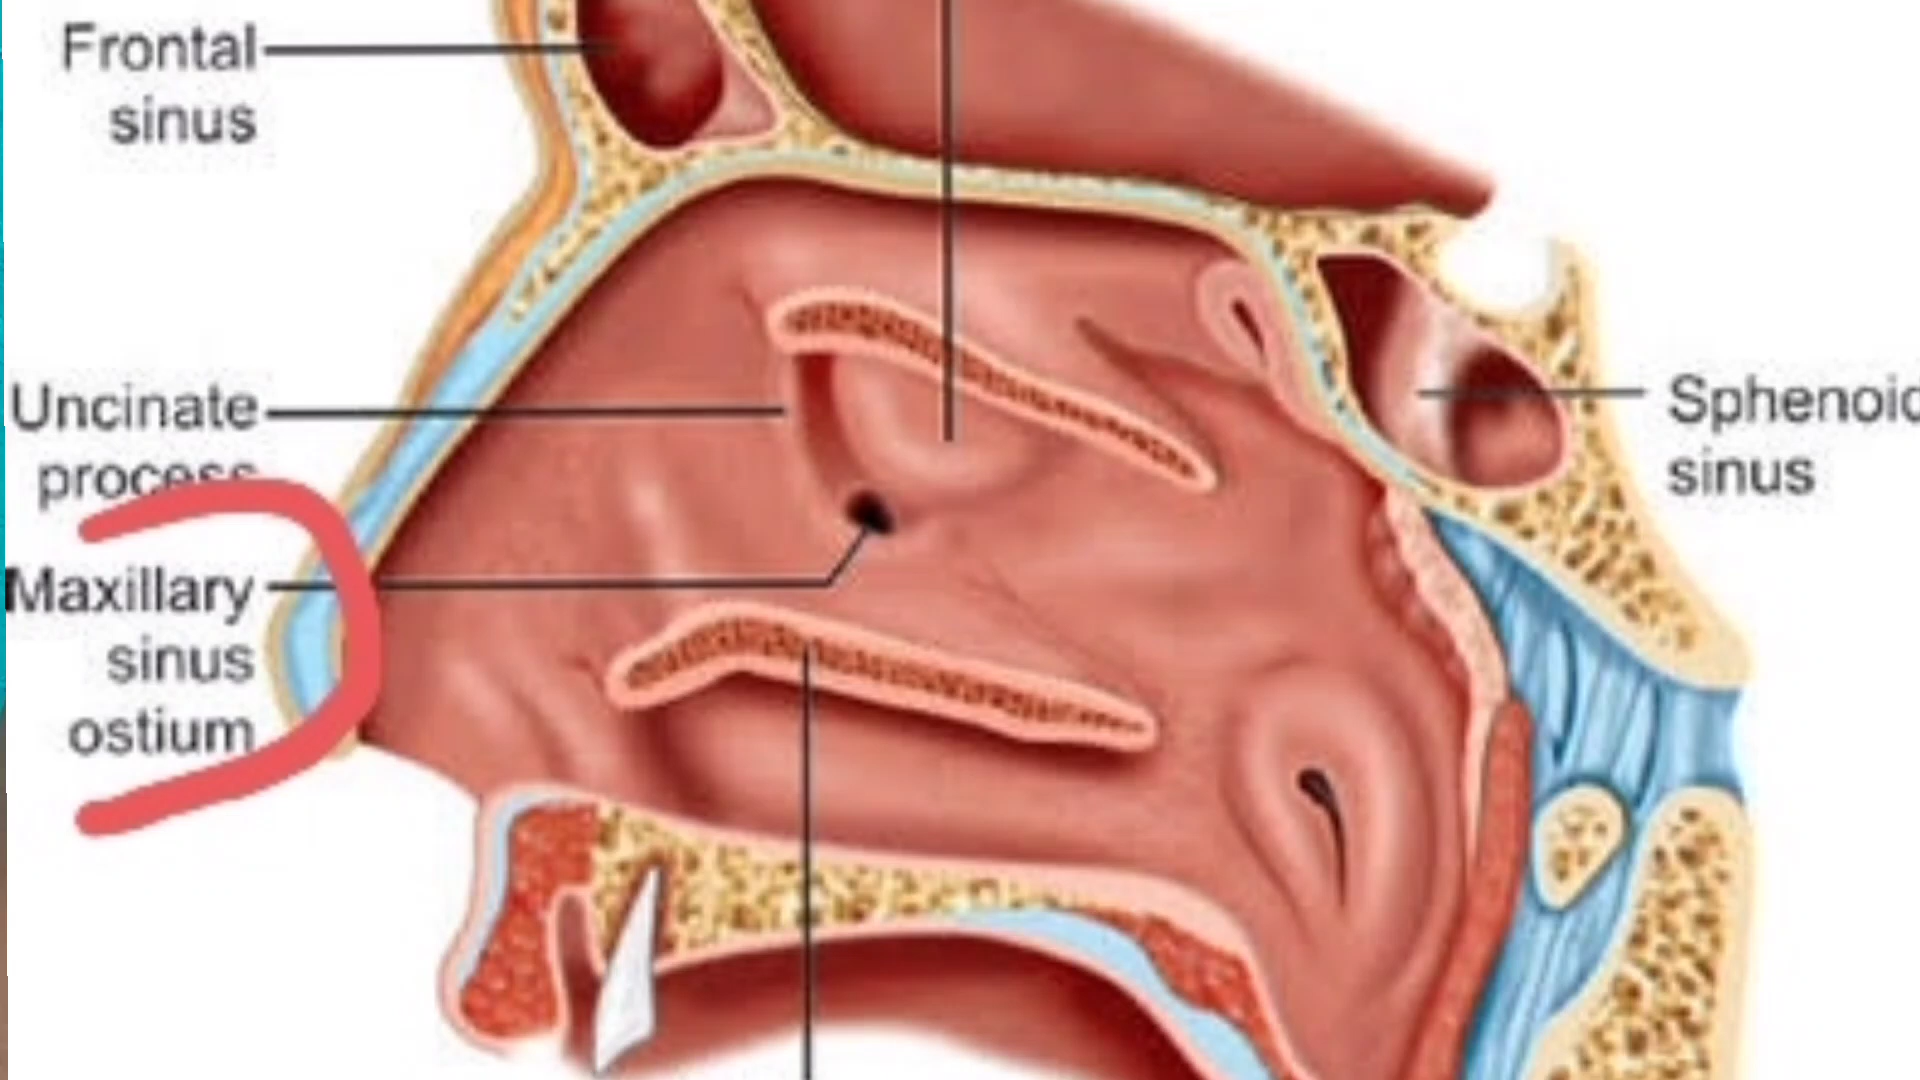 Frontal
sinus
Uncinate
process
Maxillary
sinus
ostium
Sphenoid
sinus